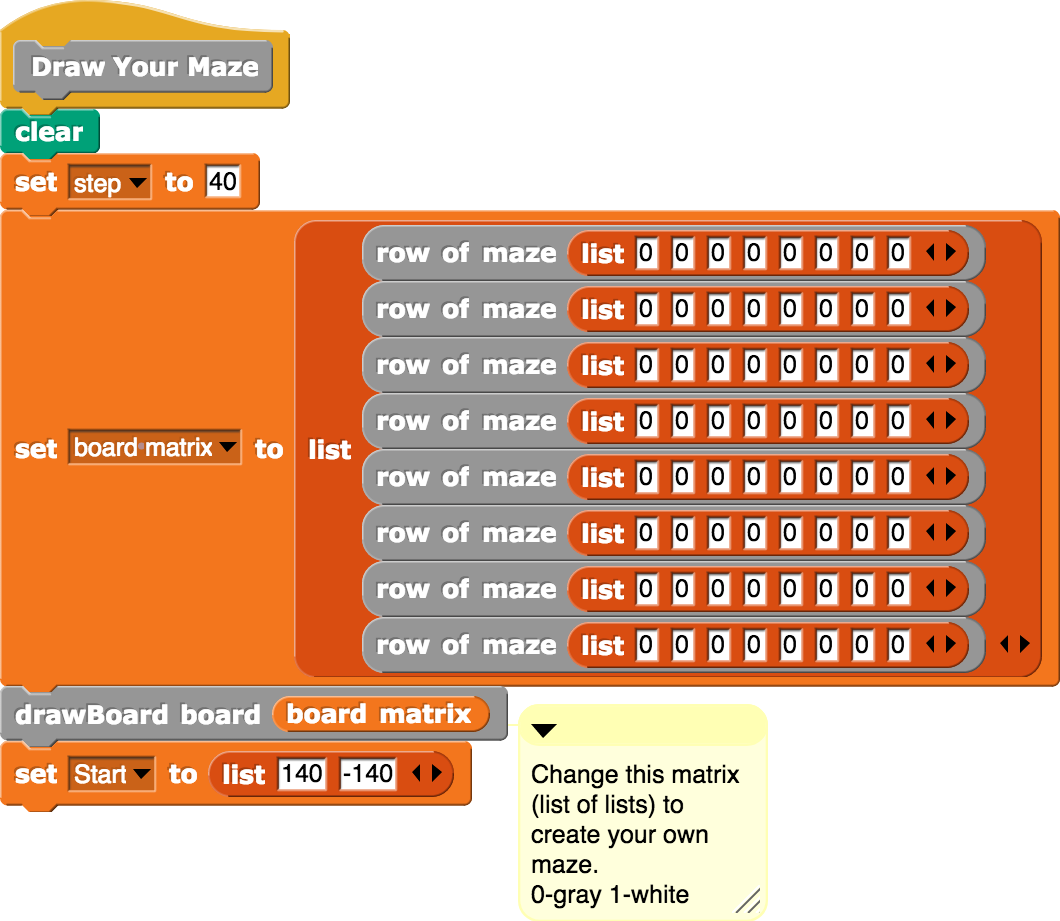 Draw Your Maze
clear
set step to 40
row of maze list 0 0 0 0 0 0 0 0
row of maze list 0 0 0 0 0 0 0 0
row of maze list 0 0 0 0 0 0 0 0
row of maze list 0 0 0 0 0 0 0 0
set board matrix to list
row of maze list 0 0 0 0 0 0 0 0
row of maze list 0 0 0 0 0 0 0 0
row of maze list 0 0 0 0 0 0 0 0
row of maze list 0 0 0 0 0 0 0 0
drawBoard board board matrix
set Start to list 140 -140
Change this matrix
(list of lists) to
create your own
maze.
0-gray 1-white